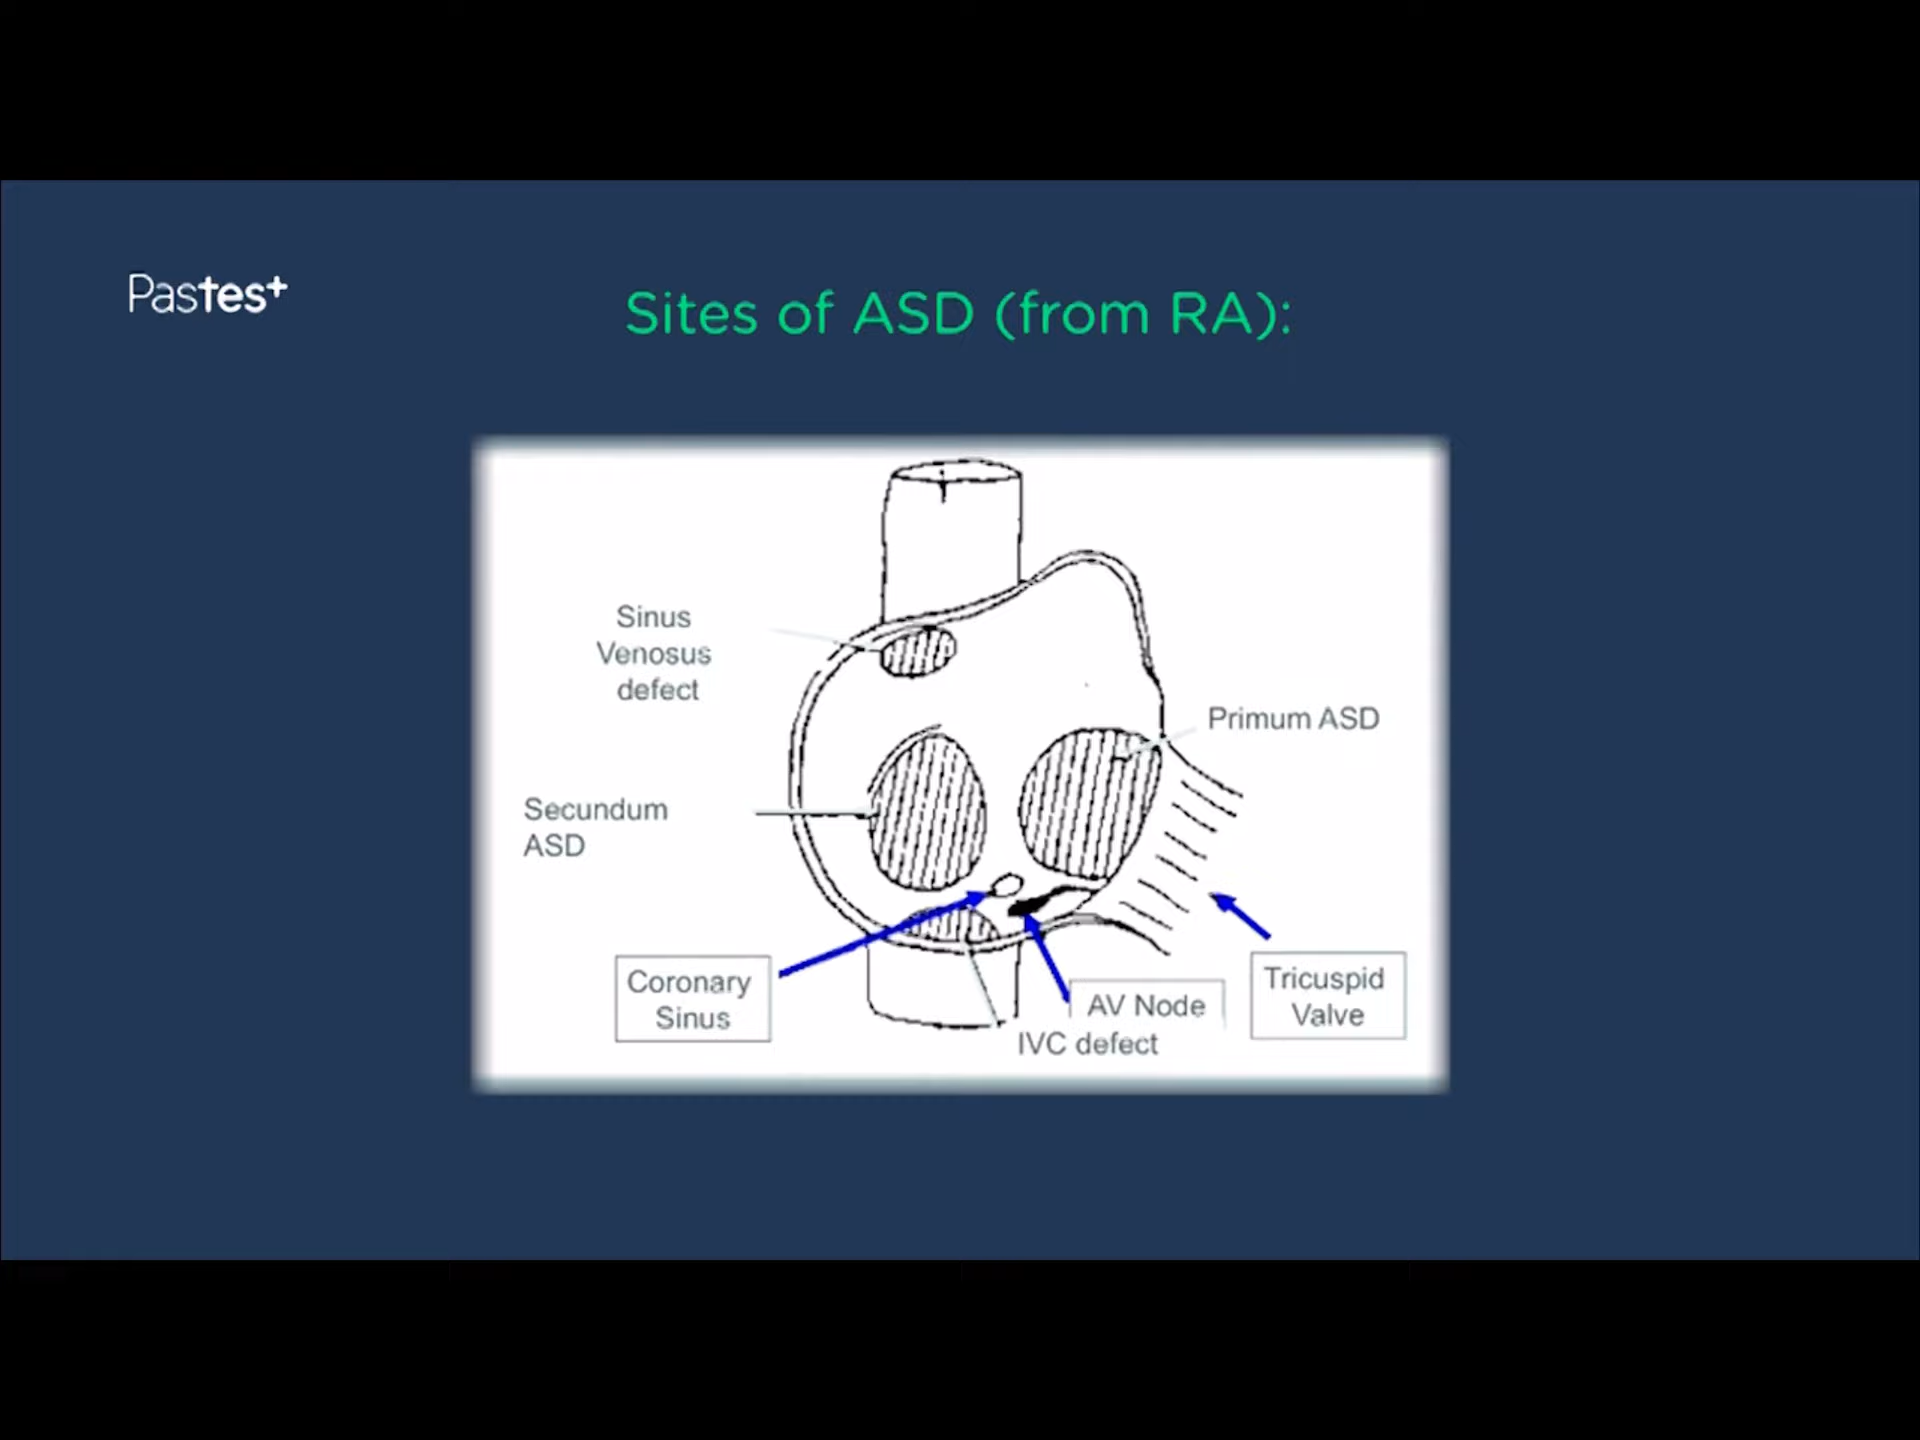 Pastest
Sites of ASD (from RA):
Sinus
Venosus
defect
Primum ASD
Secundum
ASD
Coronary
Sinus
AV Node
IVC defect
Tricuspid
Valve